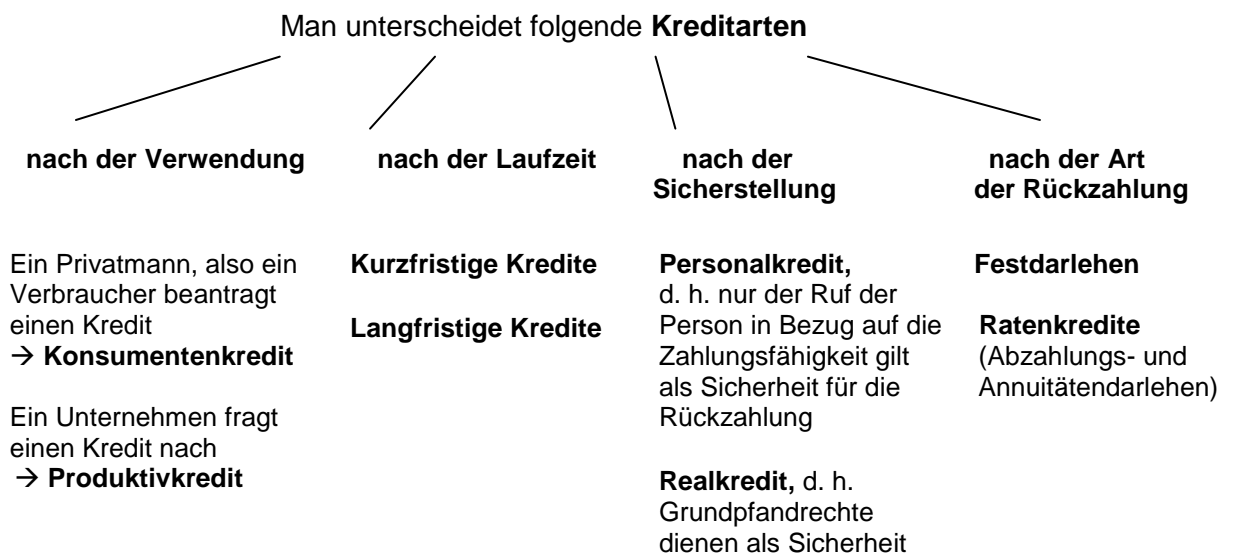 Man unterscheidet folgende Kreditarten
nach der Verwendung
Ein Privatmann, also ein
Verbraucher beantragt
einen Kredit
→ Konsumentenkredit
Ein Unternehmen fragt
einen Kredit nach
→ Produktivkredit
nach der Laufzeit
Kurzfristige Kredite
Langfristige Kredite
nach der
Sicherstellung
Personalkredit,
d. h. nur der Ruf der
Person in Bezug auf die
Zahlungsfähigkeit gilt
als Sicherheit für die
Rückzahlung
Realkredit, d. h.
Grundpfandrechte
dienen als Sicherheit
nach der Art
der Rückzahlung
Festdarlehen
Ratenkredite
(Abzahlungs- und
Annuitätendarlehen)